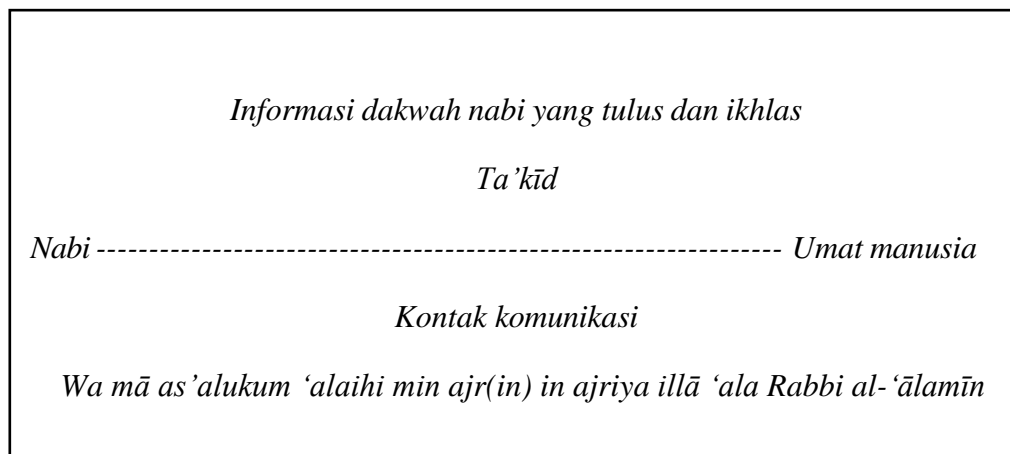 Informasi dakwah nabi yang tulus dan ikhlas
Ta’kīd
Nabi ----------------------------------------------------------------- Umat manusia
Kontak komunikasi
Wa mā as’alukum ‘alaihi min ajr(in) in ajriya illā ‘ala Rabbi al-‘ālamīn